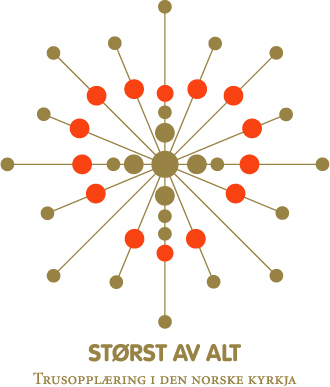 STØRST AV ALT
Trusopplæring i den norske kyrkja